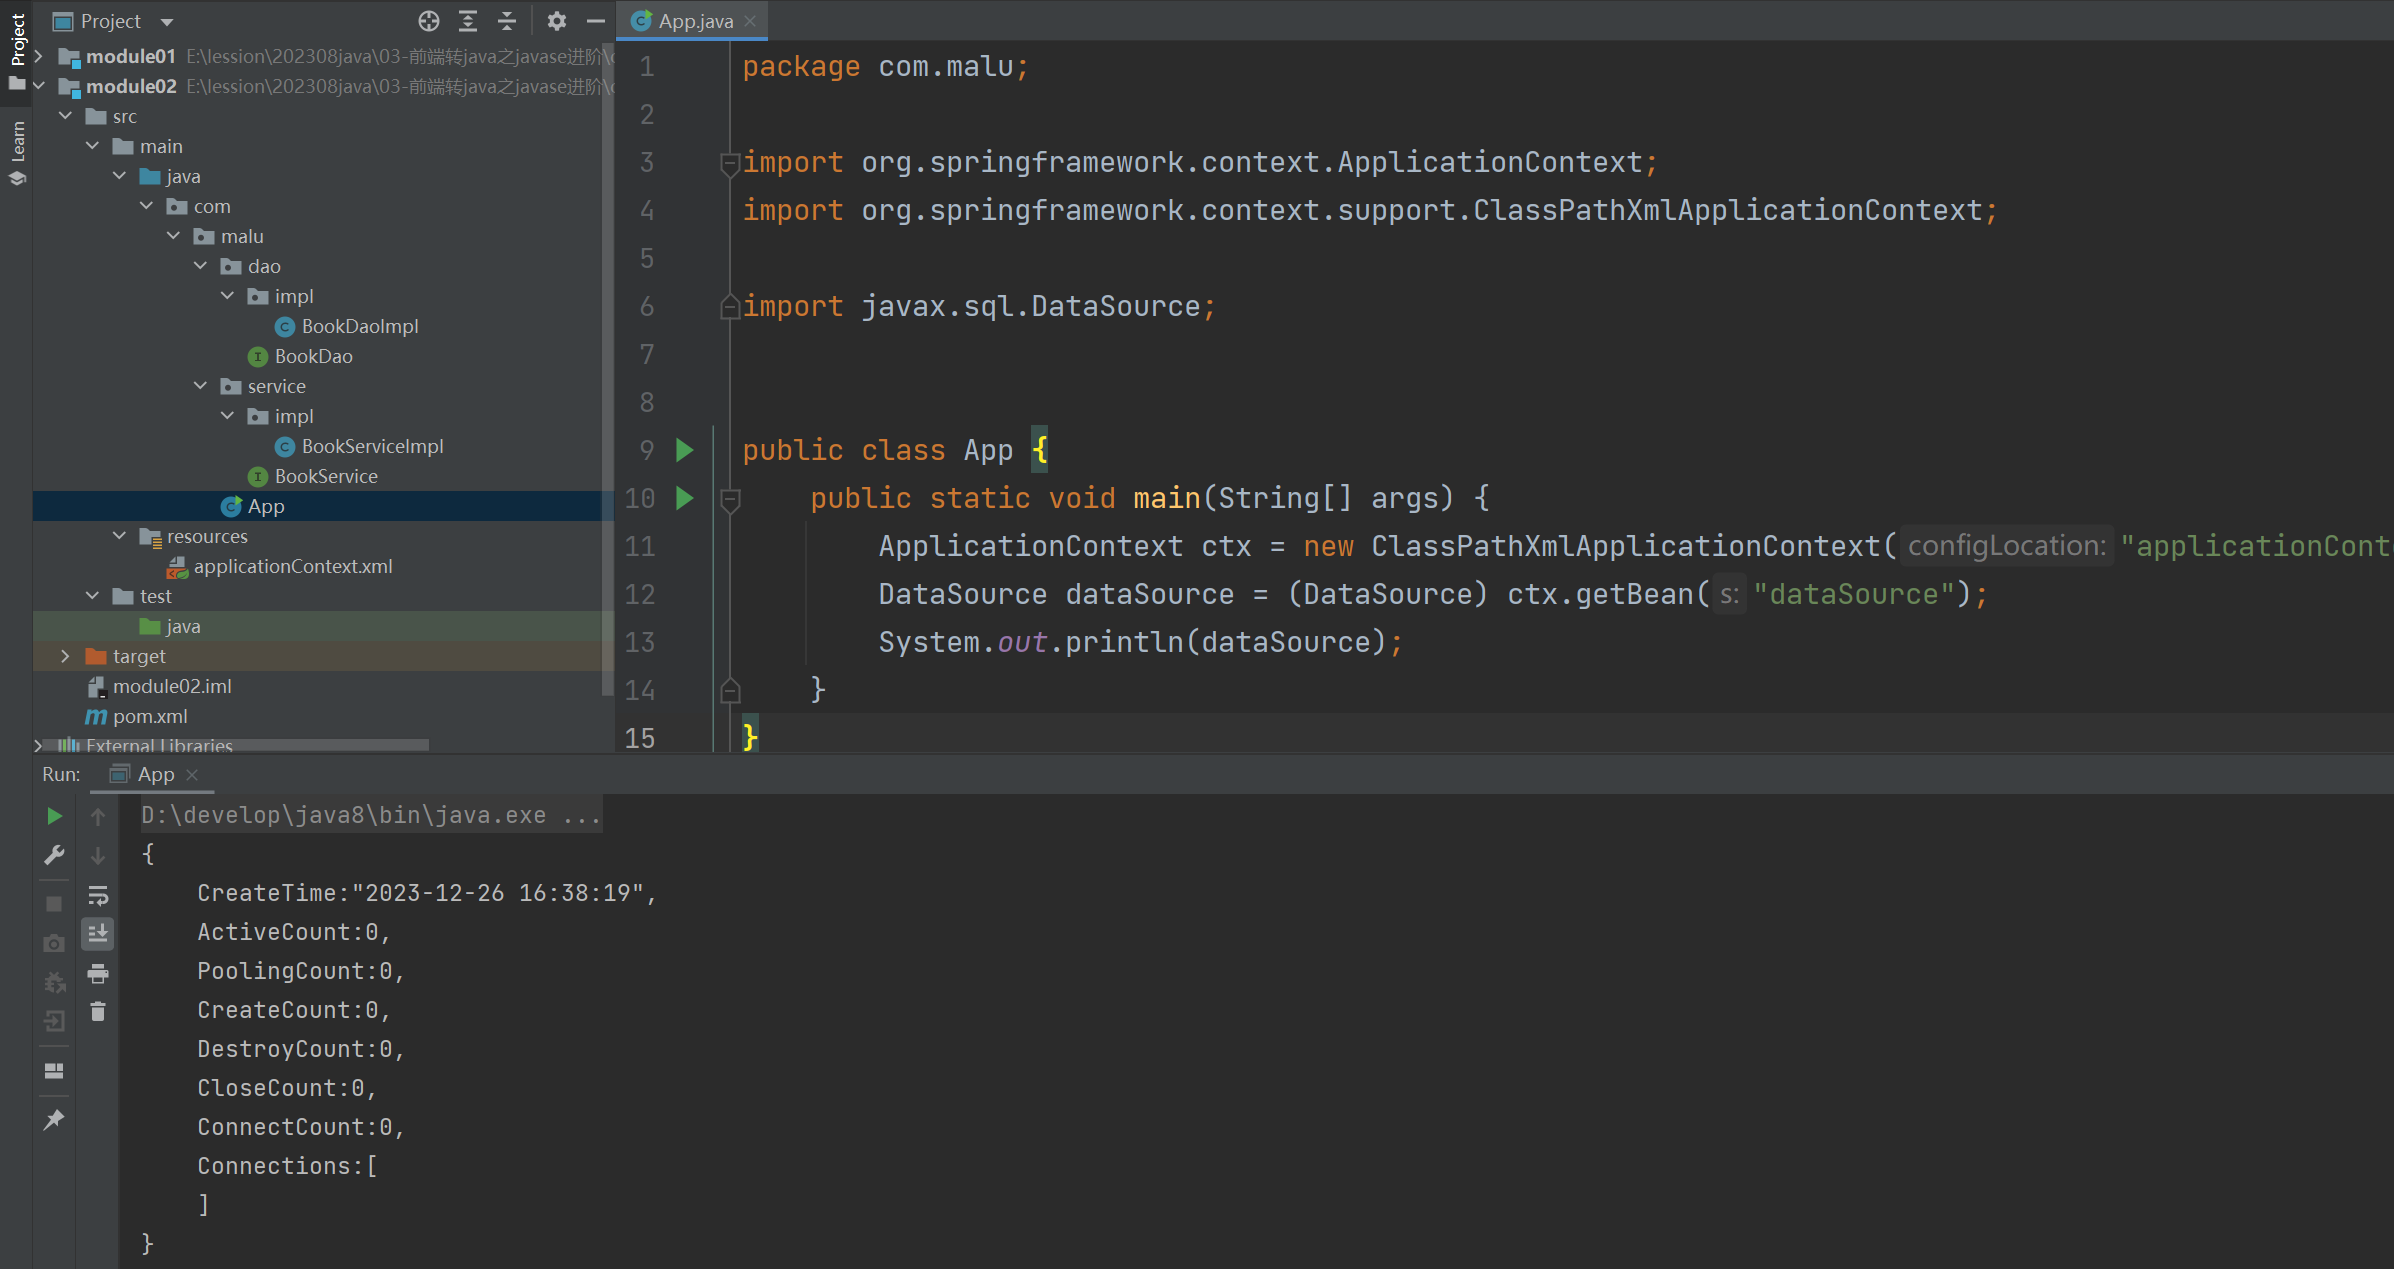 Project
Learn
Project
module01 E:\lession\202308java\03-前端转java之javase进阶\
module02 E:\lession\202308java\03-前端转java之javase进阶\
src
main
java
com
malu
dao
impl
BookDaoImpl
BookDao
service
impl
BookServiceImpl
BookService
App
resources
applicationContext.xml
test
java
target
module02.iml
pom.xml
External Libraries
App.java
1 package com.malu;
2
3 import org.springframework.context.ApplicationContext;
4 import org.springframework.context.support.ClassPathXmlApplicationContext;
5
6 import javax.sql.DataSource;
7
8
9 public class App {
10 public static void main(String[] args) {
11 ApplicationContext ctx = new ClassPathXmlApplicationContext( configLocation: "applicationCont
12 DataSource dataSource = (DataSource) ctx.getBean( s: "dataSource");
13 System.out.println(dataSource);
14 }
15 }
Run: App
D:\develop\java8\bin\java.exe ...
{
CreateTime:"2023-12-26 16:38:19",
ActiveCount:0,
PoolingCount:0,
CreateCount:0,
DestroyCount:0,
CloseCount:0,
ConnectCount:0,
Connections:[
]
}